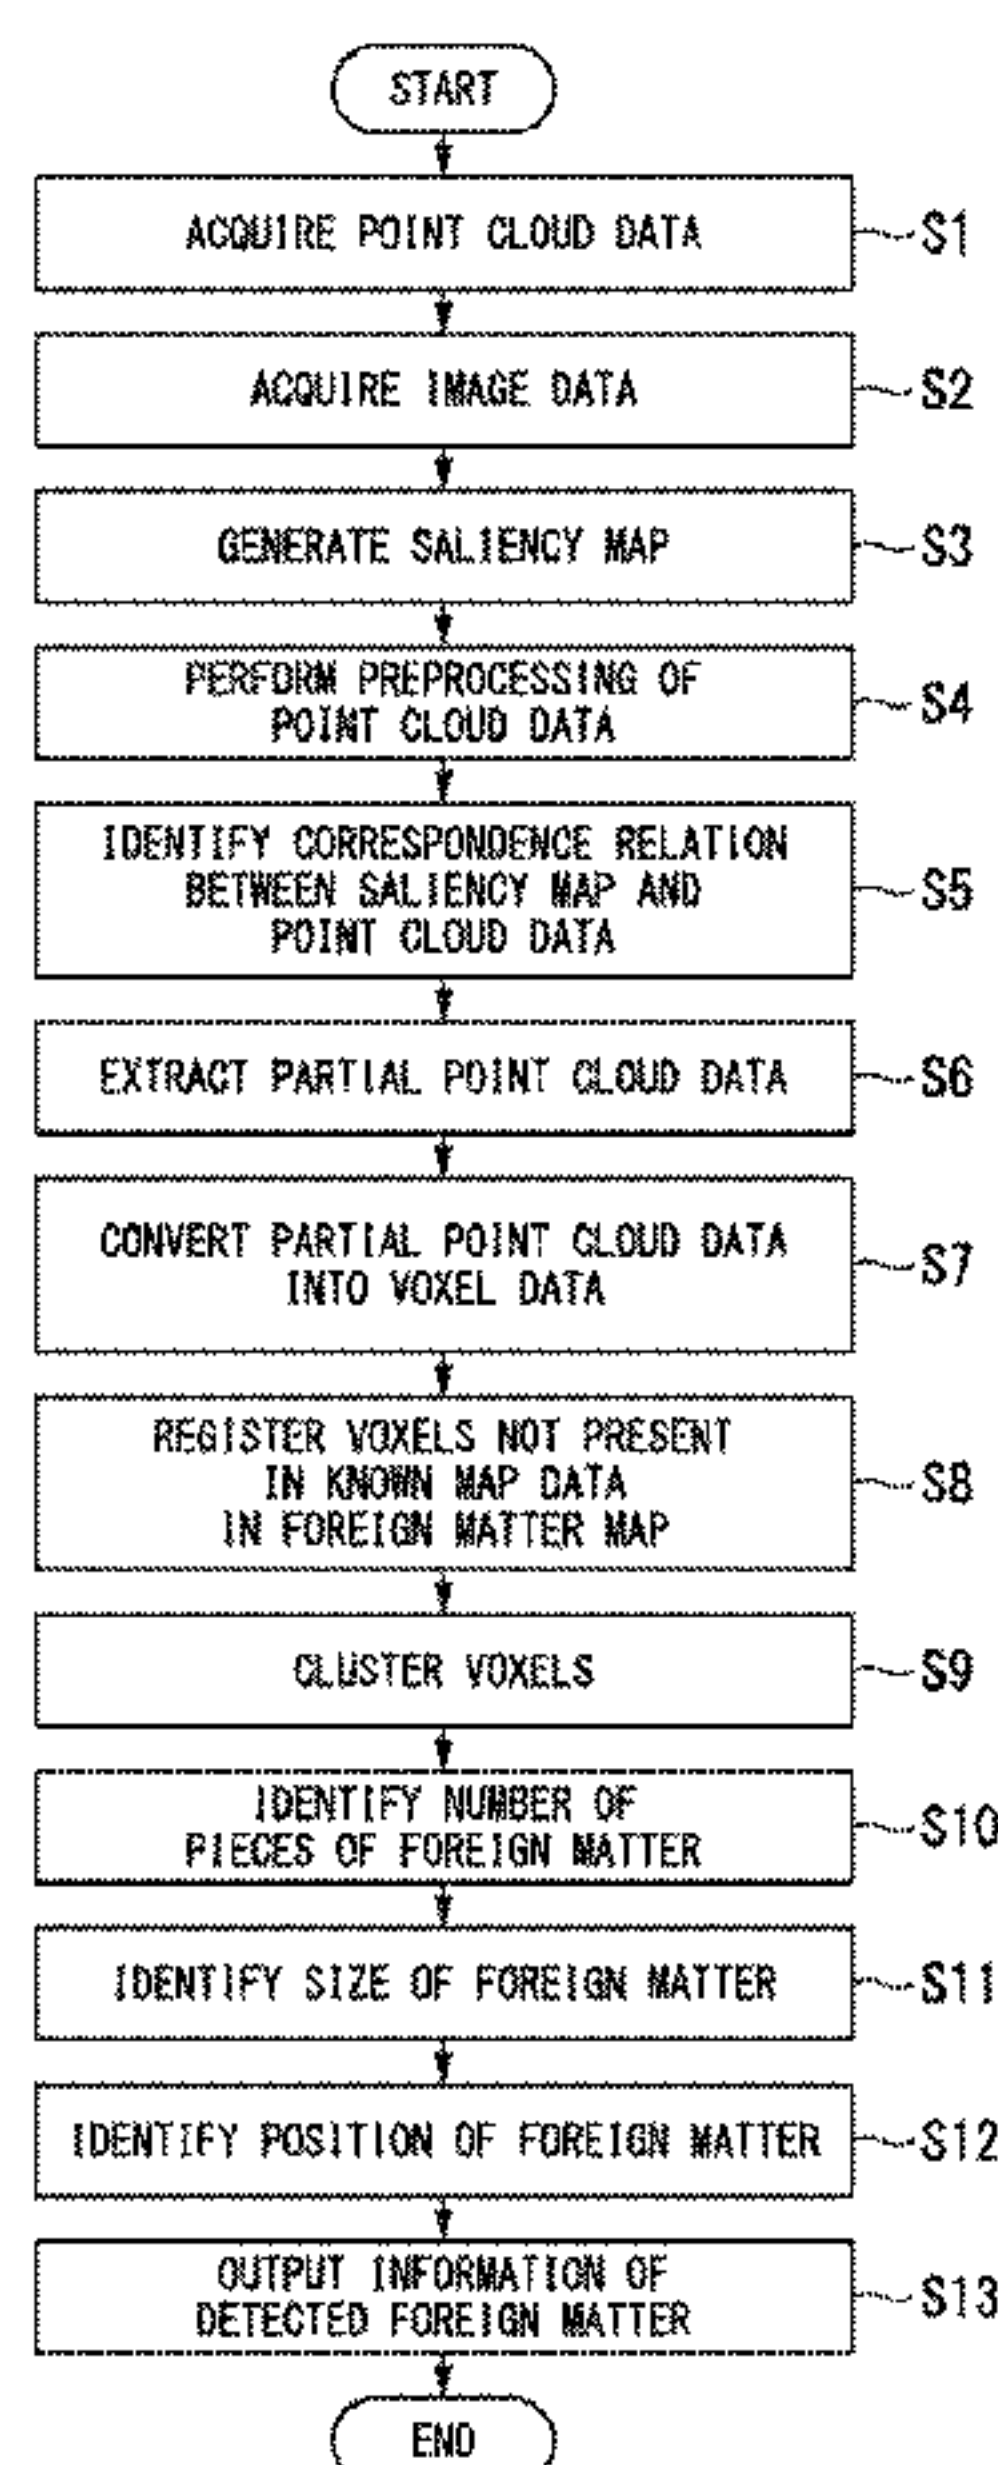 START
ACQUIRE POINT CLOUD DATA
S1
ACQUIRE IMAGE DATA
S2
GENERATE SALIENCY MAP
S3
PERFORM PREPROCESSING OF
POINT CLOUD DATA
S4
IDENTIFY CORRESPONDENCE RELATION
BETWEEN SALIENCY MAP AND
POINT CLOUD DATA
S5
EXTRACT PARTIAL POINT CLOUD DATA
S6
CONVERT PARTIAL POINT CLOUD DATA
INTO VOXEL DATA
S7
REGISTER VOXELS NOT PRESENT
IN KNOWN MAP DATA
IN FOREIGN MATTER MAP
S8
CLUSTER VOXELS
S9
IDENTIFY NUMBER OF
PIECES OF FOREIGN MATTER
S10
IDENTIFY SIZE OF FOREIGN MATTER
S11
IDENTIFY POSITION OF FOREIGN MATTER
S12
OUTPUT INFORMATION OF
DETECTED FOREIGN MATTER
S13
END